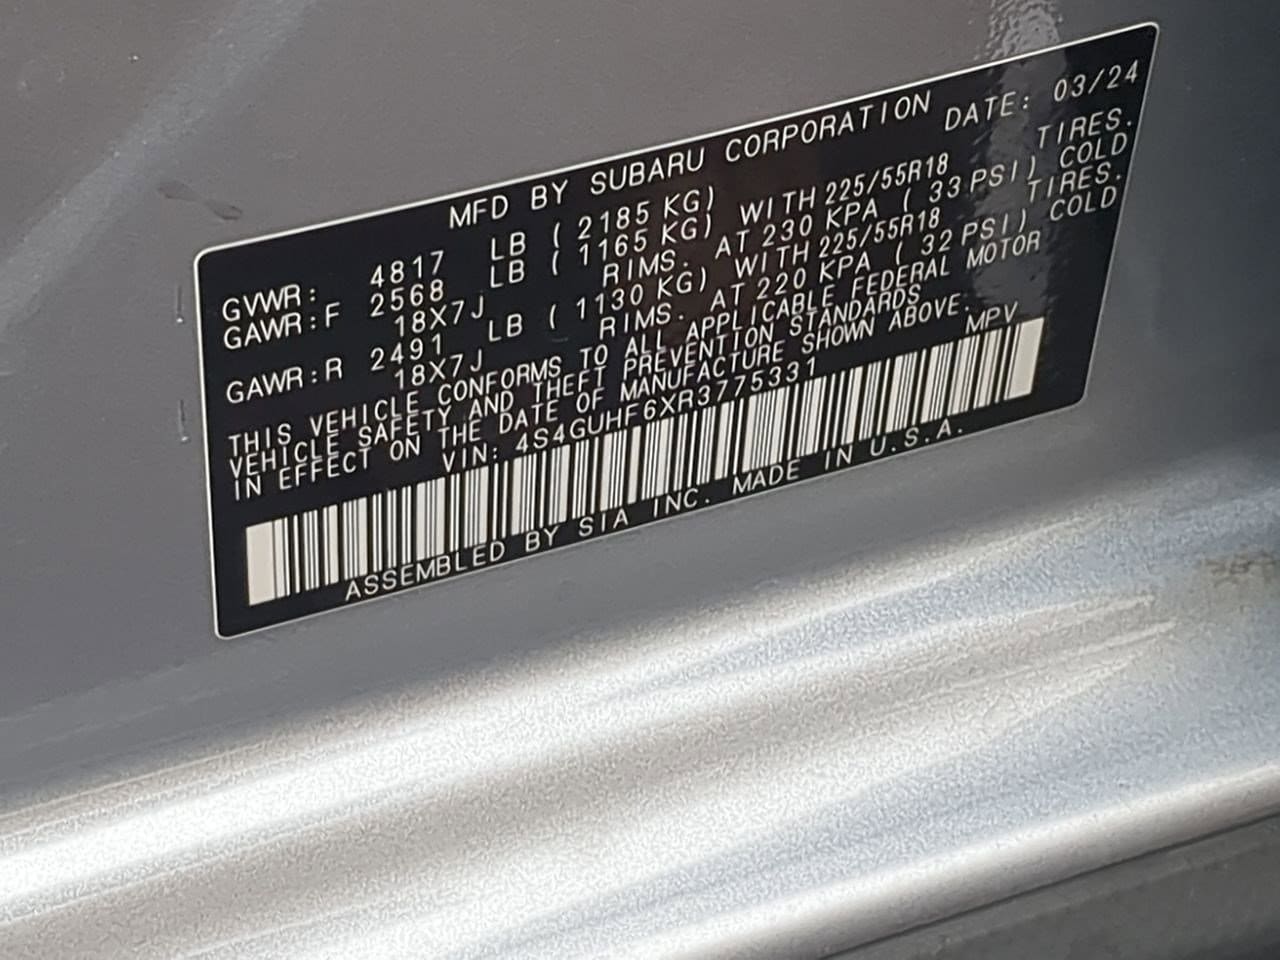 MFD BY SUBARU CORPORATION DATE: 03/24
GVWR: 4817 LB ( 2185 KG)
GAWR:F 2568 LB ( 1165 KG) WITH 225/55R18 TIRES.
18X7J RIMS. AT 230 KPA ( 33 PSI) COLD
GAWR:R 2491 LB ( 1130 KG) WITH 225/55R18 TIRES.
18X7J RIMS. AT 220 KPA ( 32 PSI) COLD
THIS VEHICLE CONFORMS TO ALL APPLICABLE FEDERAL MOTOR
VEHICLE SAFETY AND THEFT PREVENTION STANDARDS
IN EFFECT ON THE DATE OF MANUFACTURE SHOWN ABOVE.
VIN: 4S4GUHF6XR3775331 MPV
ASSEMBLED BY SIA INC. MADE IN U.S.A.